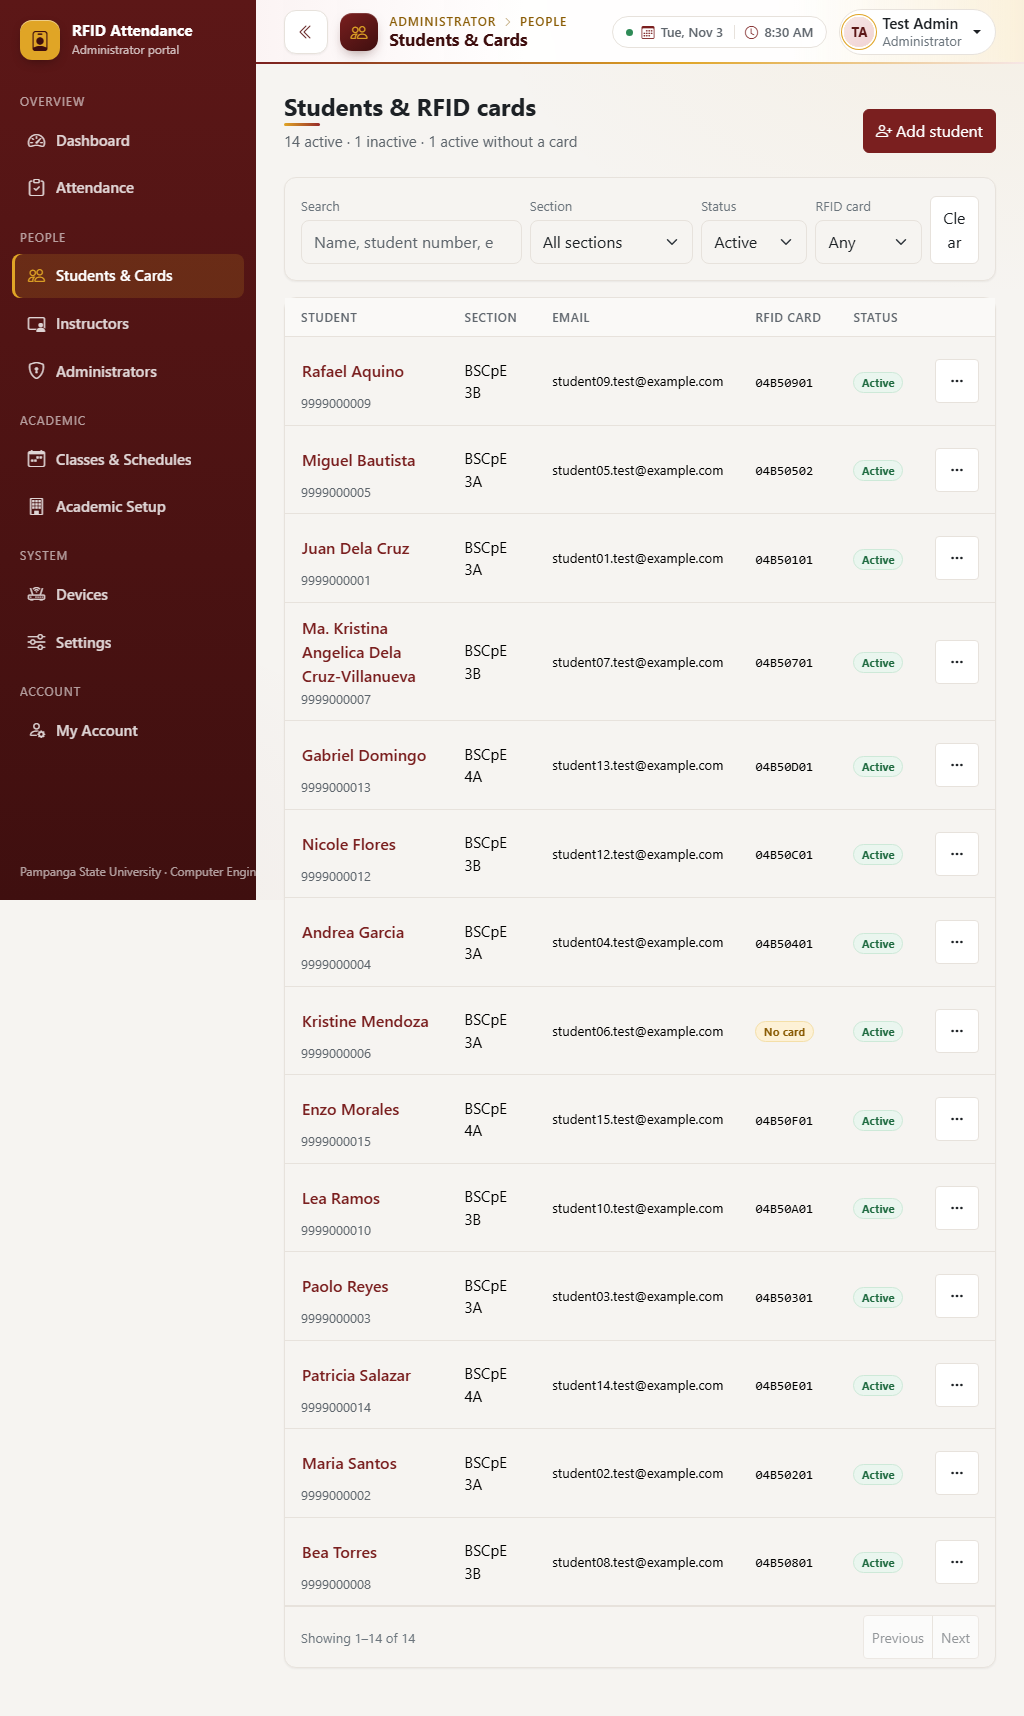 RFID Attendance
Administrator portal
OVERVIEW
Dashboard
Attendance
PEOPLE
Students & Cards
Instructors
Administrators
ACADEMIC
Classes & Schedules
Academic Setup
SYSTEM
Devices
Settings
ACCOUNT
My Account
Pampanga State University · Computer Engin
ADMINISTRATOR > PEOPLE
Students & Cards
Tue, Nov 3
8:30 AM
TA
Test Admin
Administrator
Students & RFID cards
14 active · 1 inactive · 1 active without a card
Add student
Search
Name, student number, e
Section
All sections
Status
Active
RFID card
Any
Cle
ar
STUDENT SECTION EMAIL RFID CARD STATUS
Rafael Aquino
9999000009
BSCpE
3B
student09.test@example.com
04B50901
Active
...
Miguel Bautista
9999000005
BSCpE
3A
student05.test@example.com
04B50502
Active
...
Juan Dela Cruz
9999000001
BSCpE
3A
student01.test@example.com
04B50101
Active
...
Ma. Kristina
Angelica Dela
Cruz-Villanueva
9999000007
BSCpE
3B
student07.test@example.com
04B50701
Active
...
Gabriel Domingo
9999000013
BSCpE
4A
student13.test@example.com
04B50D01
Active
...
Nicole Flores
9999000012
BSCpE
3B
student12.test@example.com
04B50C01
Active
...
Andrea Garcia
9999000004
BSCpE
3A
student04.test@example.com
04B50401
Active
...
Kristine Mendoza
9999000006
BSCpE
3A
student06.test@example.com
No card
Active
...
Enzo Morales
9999000015
BSCpE
4A
student15.test@example.com
04B50F01
Active
...
Lea Ramos
9999000010
BSCpE
3B
student10.test@example.com
04B50A01
Active
...
Paolo Reyes
9999000003
BSCpE
3A
student03.test@example.com
04B50301
Active
...
Patricia Salazar
9999000014
BSCpE
4A
student14.test@example.com
04B50E01
Active
...
Maria Santos
9999000002
BSCpE
3A
student02.test@example.com
04B50201
Active
...
Bea Torres
9999000008
BSCpE
3B
student08.test@example.com
04B50801
Active
...
Showing 1–14 of 14
Previous
Next